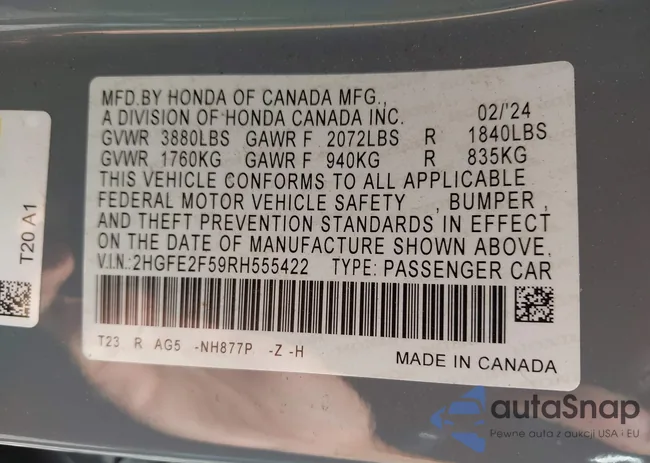 MFD.BY HONDA OF CANADA MFG.,
A DIVISION OF HONDA CANADA INC. 02/'24
GVWR 3880LBS GAWR F 2072LBS R 1840LBS
GVWR 1760KG GAWR F 940KG R 835KG
THIS VEHICLE CONFORMS TO ALL APPLICABLE
FEDERAL MOTOR VEHICLE SAFETY , BUMPER ,
AND THEFT PREVENTION STANDARDS IN EFFECT
ON THE DATE OF MANUFACTURE SHOWN ABOVE.
V.I.N.:2HGFE2F59RH555422 TYPE: PASSENGER CAR
T23 R AG5 -NH877P -Z -H
MADE IN CANADA
T20 A1
autoSnap
Pewne auta z aukcji USA i EU